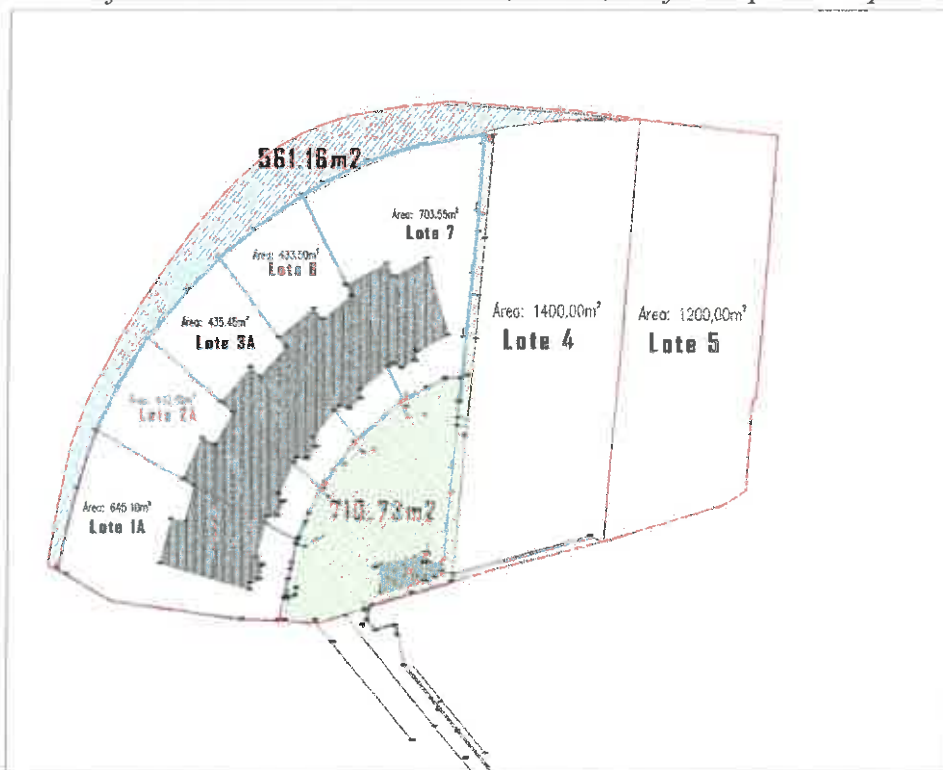 561.16m2
Área: 703.55m²
Lote 7
Área: 433.50m²
Lote 6
Área: 435.45m²
Lote 3A
Lote 2A
Área: 645.10m²
Lote 1A
Área: 1400,00m²
Lote 4
Área: 1200,00m²
Lote 5
710.73m2